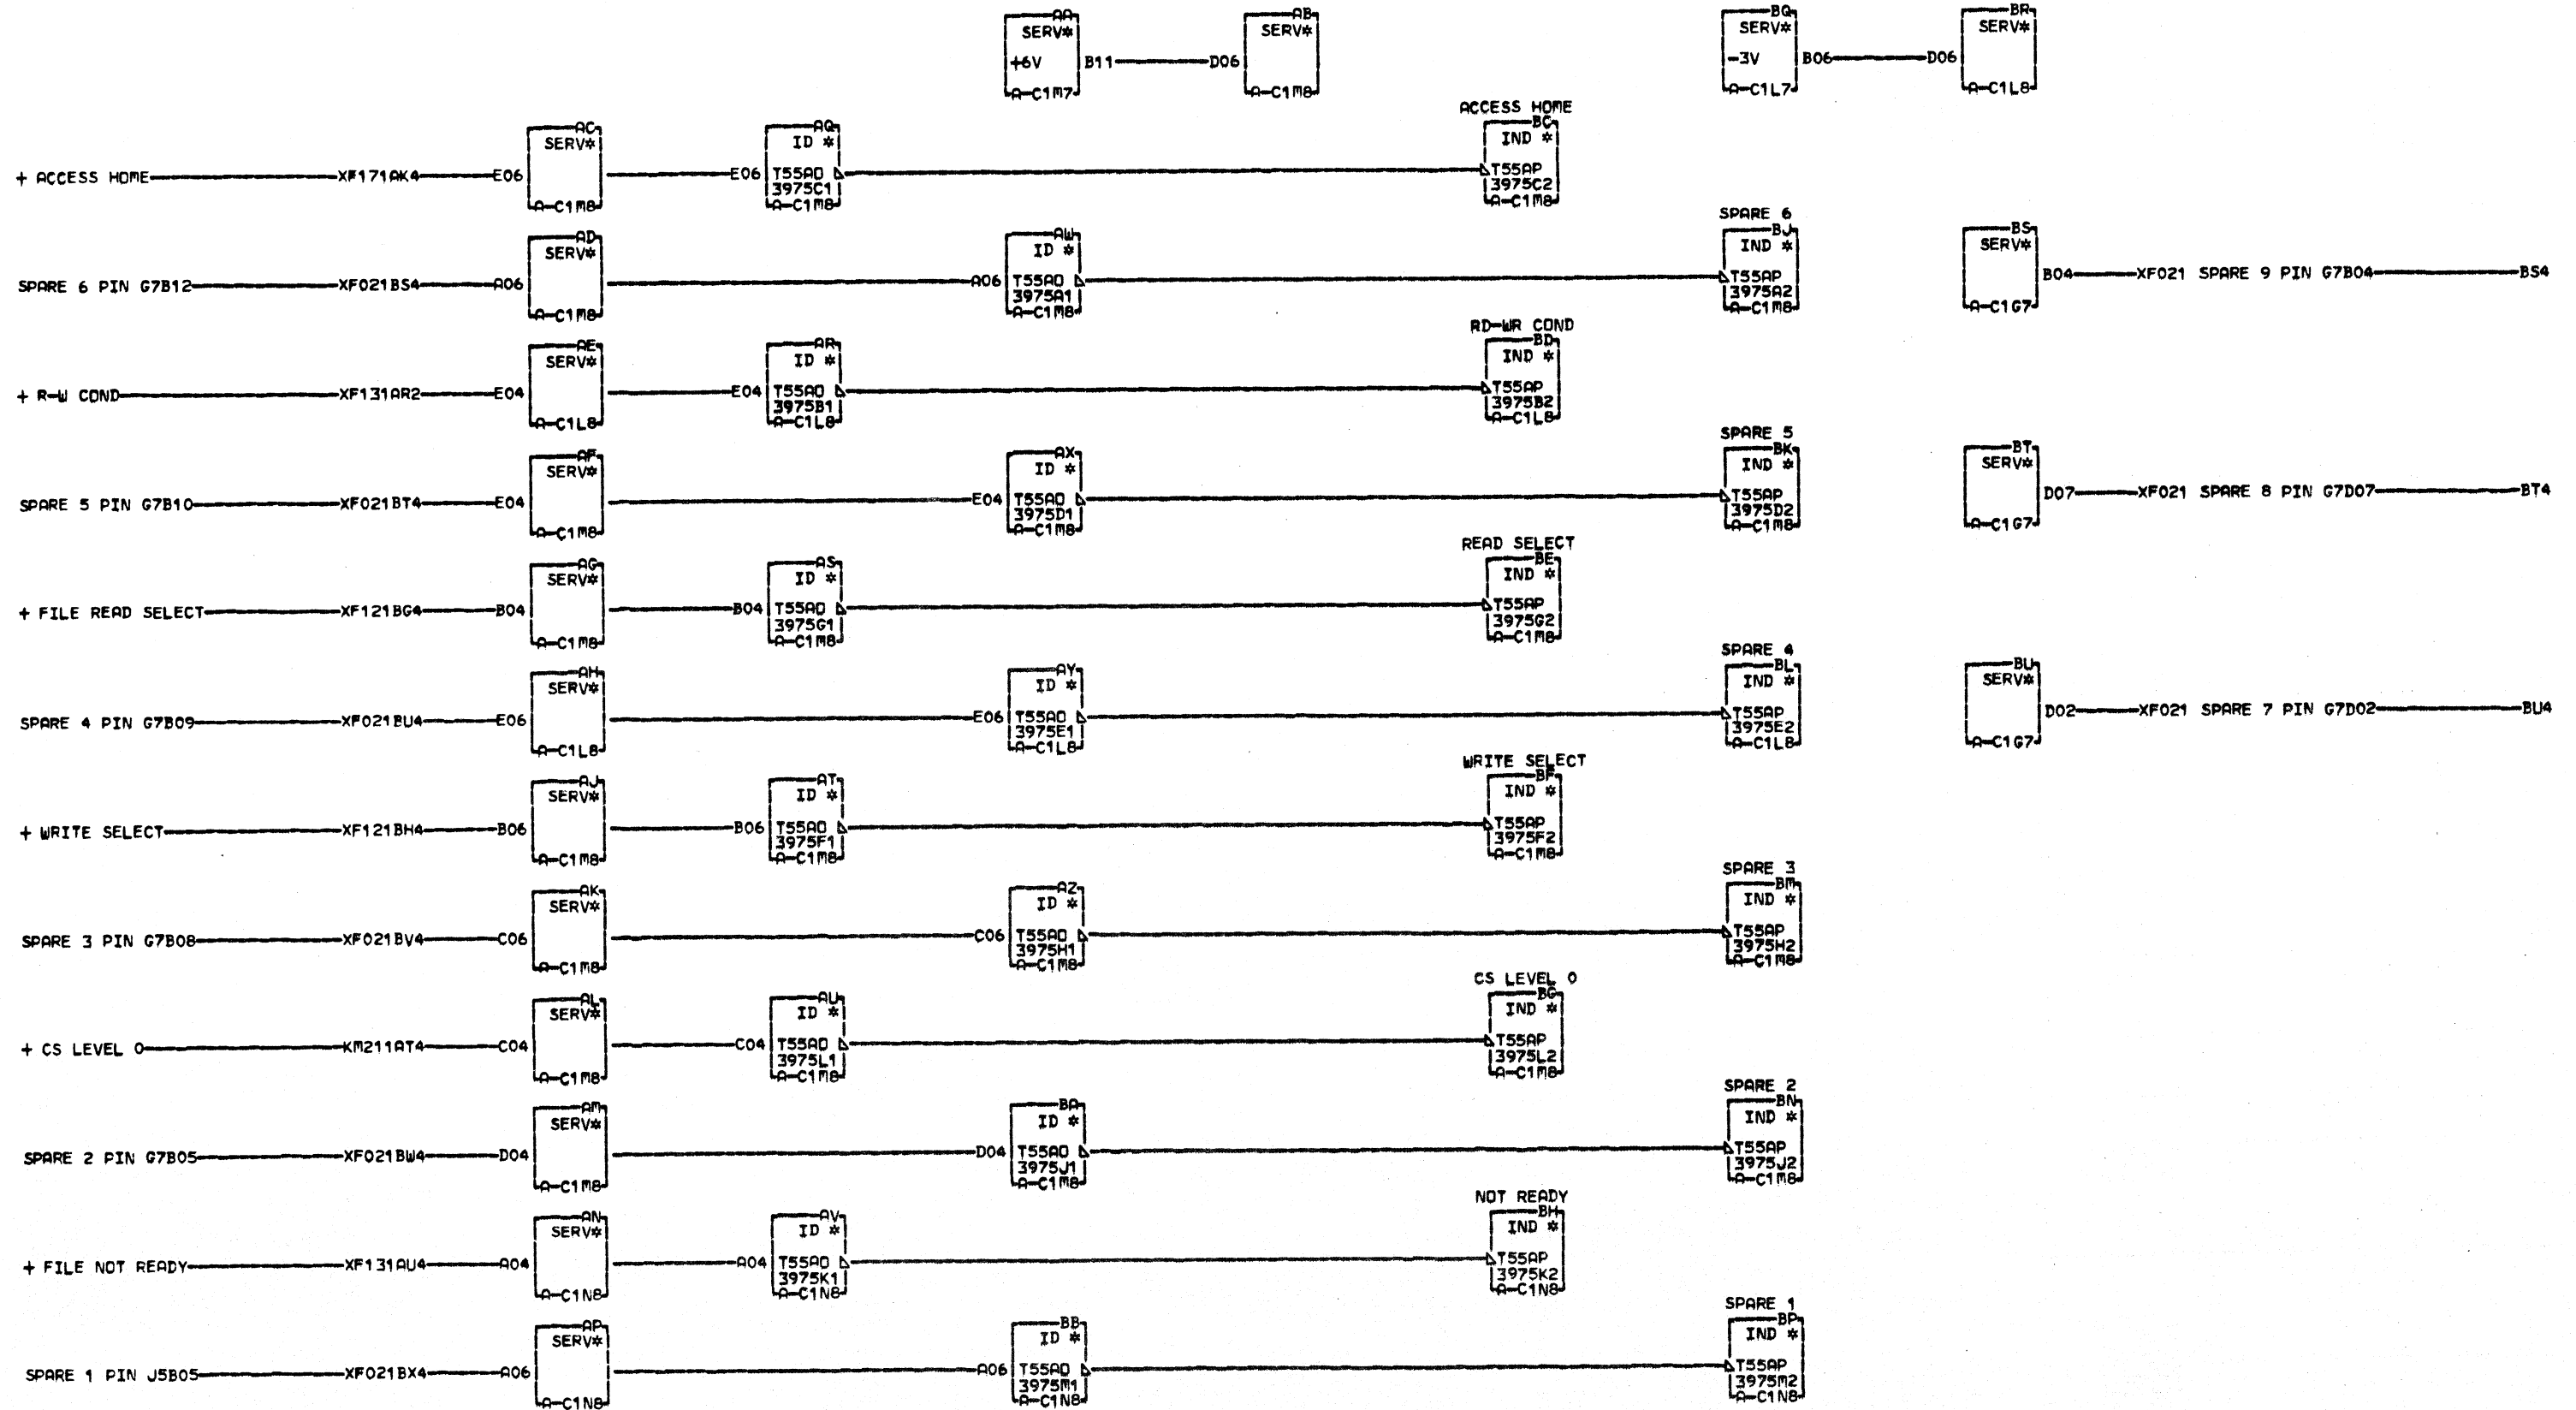 AA
SERV*
+6V B11 D06
A-C1M7
AB
SERV*
A-C1M8
BQ
SERV*
-3V B06 D06
A-C1L7
BR
SERV*
A-C1L8
+ ACCESS HOME XF171AK4 E06
AC
SERV*
A-C1M8
AQ
ID *
E06 T55AO
3975C1
A-C1M8
ACCESS HOME
BC
IND *
T55AP
3975C2
A-C1M8
SPARE 6 PIN G7B12 XF021BS4 A06
AD
SERV*
A-C1M8
AW
ID *
A06 T55AO
3975A1
A-C1M8
SPARE 6
BJ
IND *
T55AP
3975A2
A-C1M8
BS
SERV*
B04 XF021 SPARE 9 PIN G7B04 BS4
A-C1G7
+ R-W COND XF131AR2 E04
AE
SERV*
A-C1L8
AR
ID *
E04 T55AO
3975B1
A-C1L8
RD-WR COND
BD
IND *
T55AP
3975B2
A-C1L8
SPARE 5 PIN G7B10 XF021BT4 E04
AF
SERV*
A-C1M8
AX
ID *
E04 T55AO
3975D1
A-C1M8
SPARE 5
BK
IND *
T55AP
3975D2
A-C1M8
BT
SERV*
D07 XF021 SPARE 8 PIN G7D07 BT4
A-C1G7
+ FILE READ SELECT XF121BG4 B04
AG
SERV*
A-C1M8
AS
ID *
B04 T55AO
3975G1
A-C1M8
READ SELECT
BE
IND *
T55AP
3975G2
A-C1M8
SPARE 4 PIN G7B09 XF021BU4 E06
AH
SERV*
A-C1L8
AY
ID *
E06 T55AO
3975E1
A-C1L8
SPARE 4
BL
IND *
T55AP
3975E2
A-C1L8
BU
SERV*
D02 XF021 SPARE 7 PIN G7D02 BU4
A-C1G7
+ WRITE SELECT XF121BH4 B06
AJ
SERV*
A-C1M8
AT
ID *
B06 T55AO
3975F1
A-C1M8
WRITE SELECT
BF
IND *
T55AP
3975F2
A-C1M8
SPARE 3 PIN G7B08 XF021BV4 C06
AK
SERV*
A-C1M8
AZ
ID *
C06 T55AO
3975H1
A-C1M8
SPARE 3
BM
IND *
T55AP
3975H2
A-C1M8
+ CS LEVEL 0 KM211AT4 C04
AL
SERV*
A-C1M8
AU
ID *
C04 T55AO
3975L1
A-C1M8
CS LEVEL 0
BG
IND *
T55AP
3975L2
A-C1M8
SPARE 2 PIN G7B05 XF021BW4 D04
AM
SERV*
A-C1M8
BA
ID *
D04 T55AO
3975J1
A-C1M8
SPARE 2
BN
IND *
T55AP
3975J2
A-C1M8
+ FILE NOT READY XF131AU4 A04
AN
SERV*
A-C1N8
AV
ID *
A04 T55AO
3975K1
A-C1N8
NOT READY
BH
IND *
T55AP
3975K2
A-C1N8
SPARE 1 PIN J5B05 XF021BX4 A06
AP
SERV*
A-C1N8
BB
ID *
A06 T55AO
3975M1
A-C1N8
SPARE 1
BP
IND *
T55AP
3975M2
A-C1N8